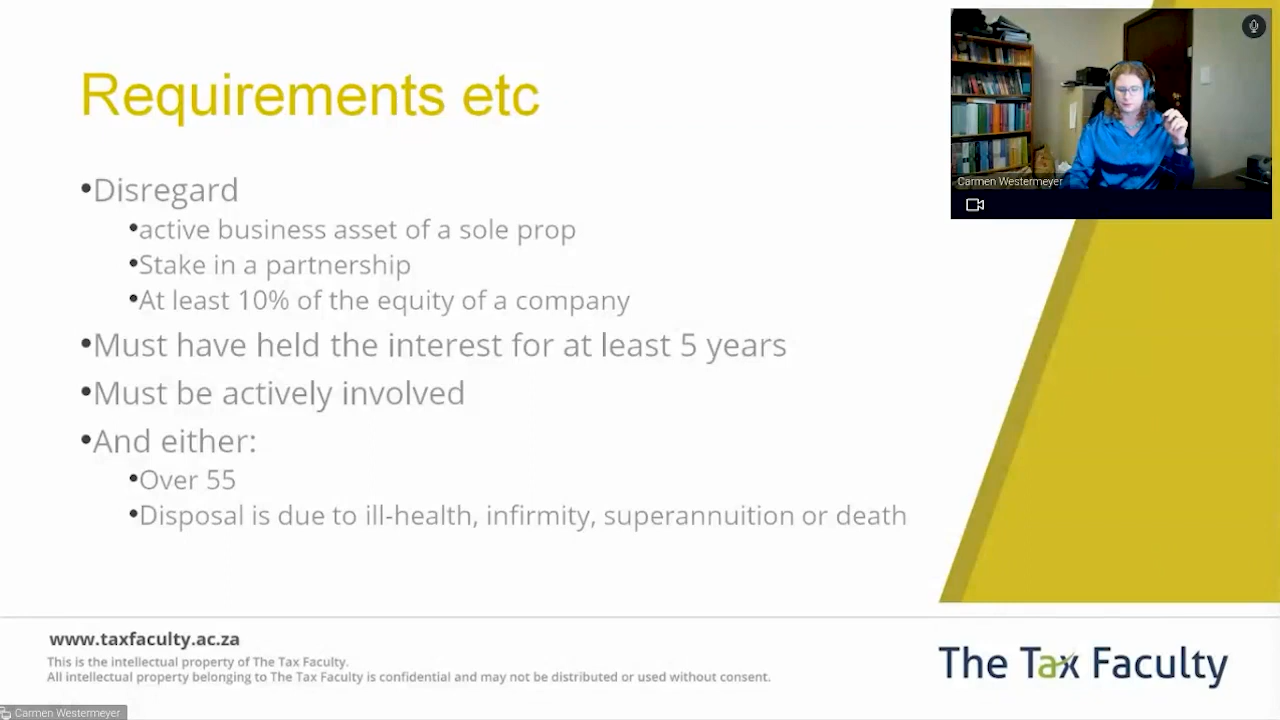 Requirements etc
•Disregard
•active business asset of a sole prop
•Stake in a partnership
•At least 10% of the equity of a company
•Must have held the interest for at least 5 years
•Must be actively involved
•And either:
•Over 55
•Disposal is due to ill-health, infirmity, superannuition or death
Carmen Westermeyer
www.taxfaculty.ac.za
This is the intellectual property of The Tax Faculty.
All intellectual property belonging to The Tax Faculty is confidential and may not be distributed or used without consent.
The Tax Faculty
Carmen Westermeyer